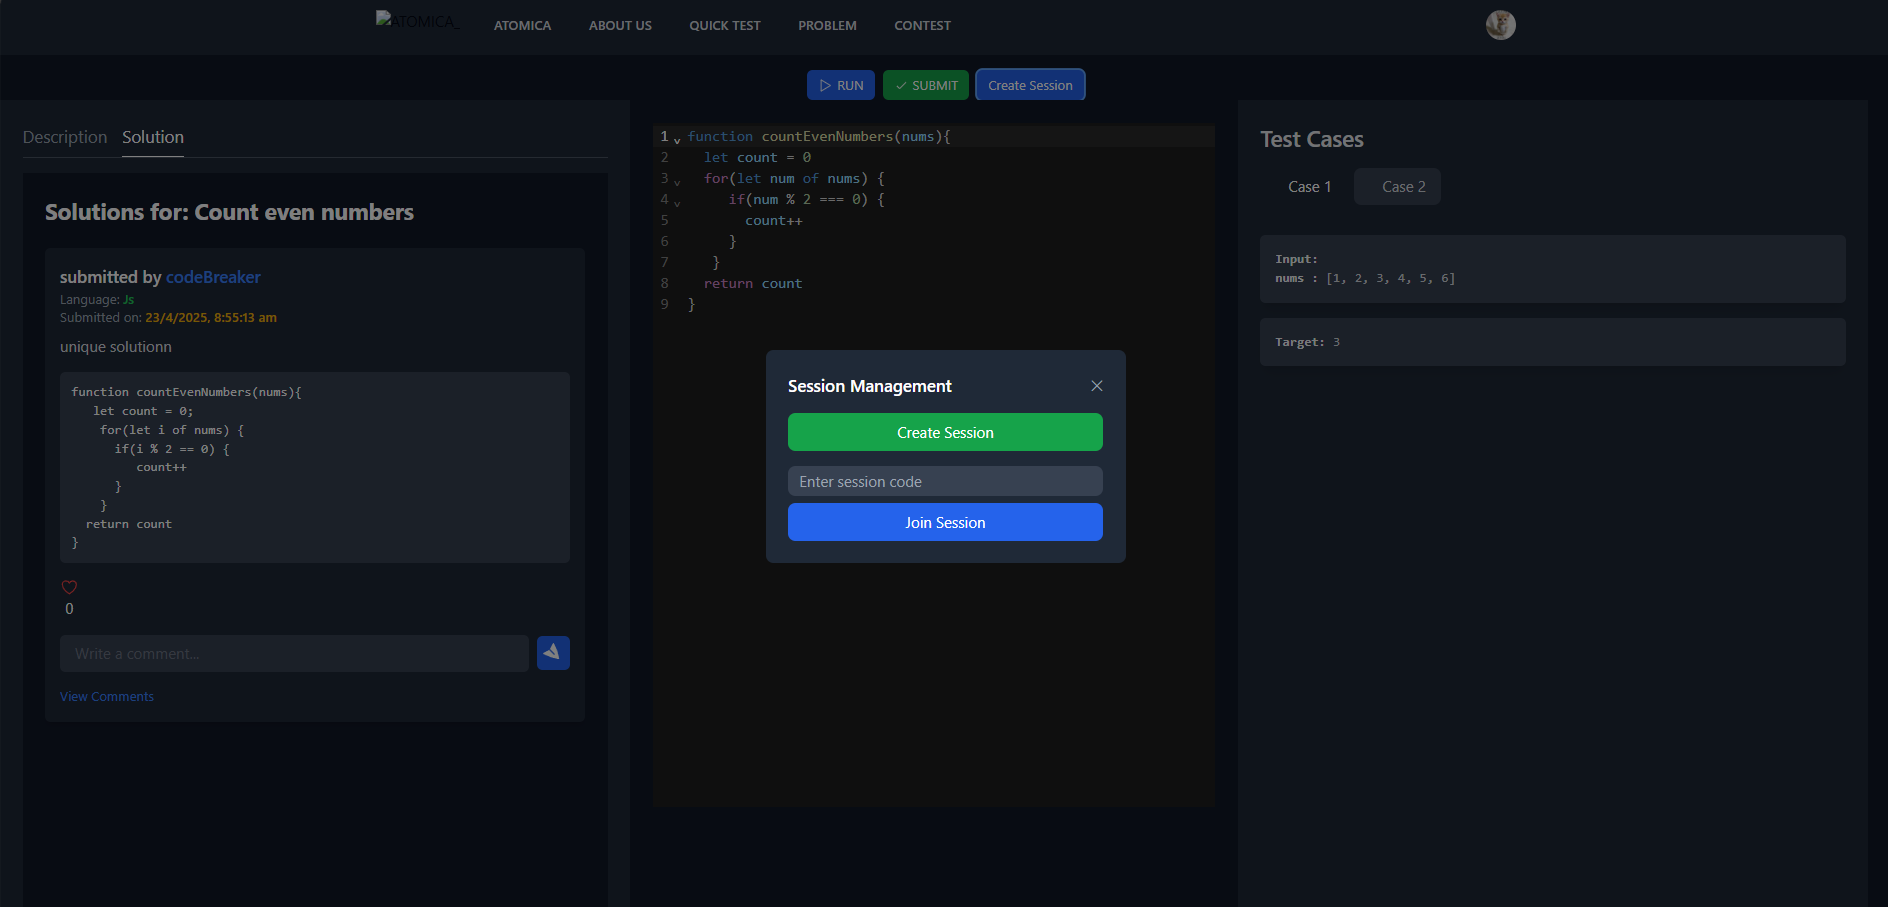 ATOMICA_ ATOMICA ABOUT US QUICK TEST PROBLEM CONTEST
RUN SUBMIT Create Session
Description Solution
Solutions for: Count even numbers
submitted by codeBreaker
Language: Js
Submitted on: 23/4/2025, 8:55:13 am
unique solutionn
function countEvenNumbers(nums){
let count = 0;
for(let i of nums) {
if(i % 2 == 0) {
count++
}
}
return count
}
0
Write a comment...
View Comments
1 function countEvenNumbers(nums){
2 let count = 0
3 for(let num of nums) {
4 if(num % 2 === 0) {
5 count++
6 }
7 }
8 return count
9 }
Session Management
Create Session
Enter session code
Join Session
Test Cases
Case 1 Case 2
Input:
nums : [1, 2, 3, 4, 5, 6]
Target: 3